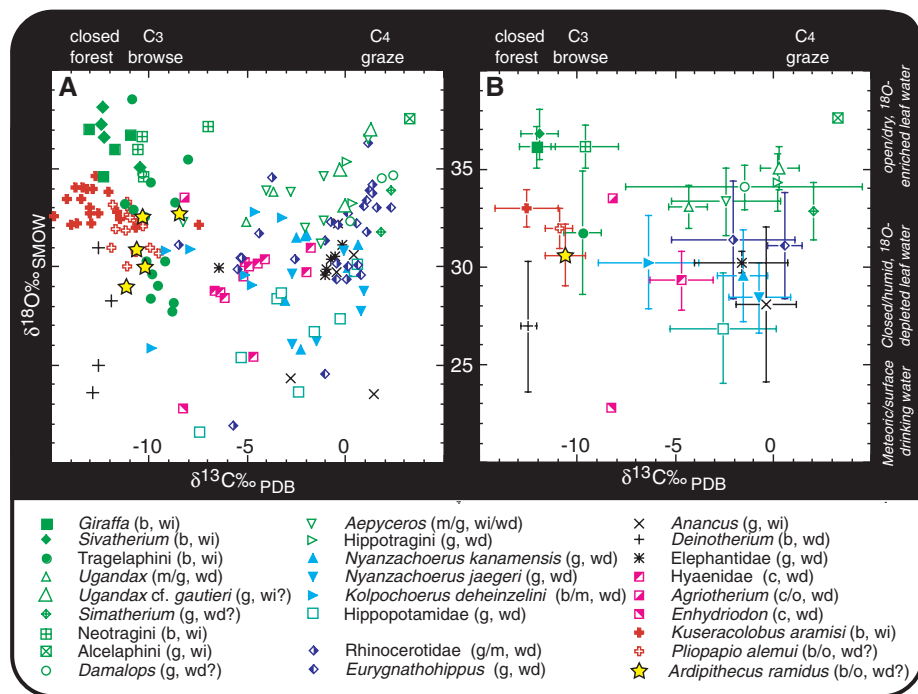 closed
forest
C3
browse
C4
graze
closed
forest
C3
browse
C4
graze
A
B
35
30
25
-10
-5
0
δ18O‰SMOW
δ13C‰PDB
35
30
25
-10
-5
0
δ13C‰PDB
open/dry, 18O-
enriched leaf water
Closed/humid, 18O-
depleted leaf water
Meteoric/surface
drinking water
Giraffa (b, wi)
Sivatherium (b, wi)
Tragelaphini (b, wi)
Ugandax (m/g, wd)
Ugandax cf. gautieri (g, wi?)
Simatherium (g, wd?)
Neotragini (b, wi)
Alcelaphini (g, wi)
Damalops (g, wd?)
Aepyceros (m/g, wi/wd)
Hippotragini (g, wd)
Nyanzachoerus kanamensis (g, wd)
Nyanzachoerus jaegeri (g, wd)
Kolpochoerus deheinzelini (b/m, wd)
Hippopotamidae (g, wd)
Rhinocerotidae (g/m, wd)
Eurygnathohippus (g, wd)
Anancus (g, wi)
Deinotherium (b, wd)
Elephantidae (g, wd)
Hyaenidae (c, wd)
Agriotherium (c/o, wd)
Enhydriodon (c, wd)
Kuseracolobus aramisi (b, wi)
Pliopapio alemui (b/o, wd?)
Ardipithecus ramidus (b/o, wd?)